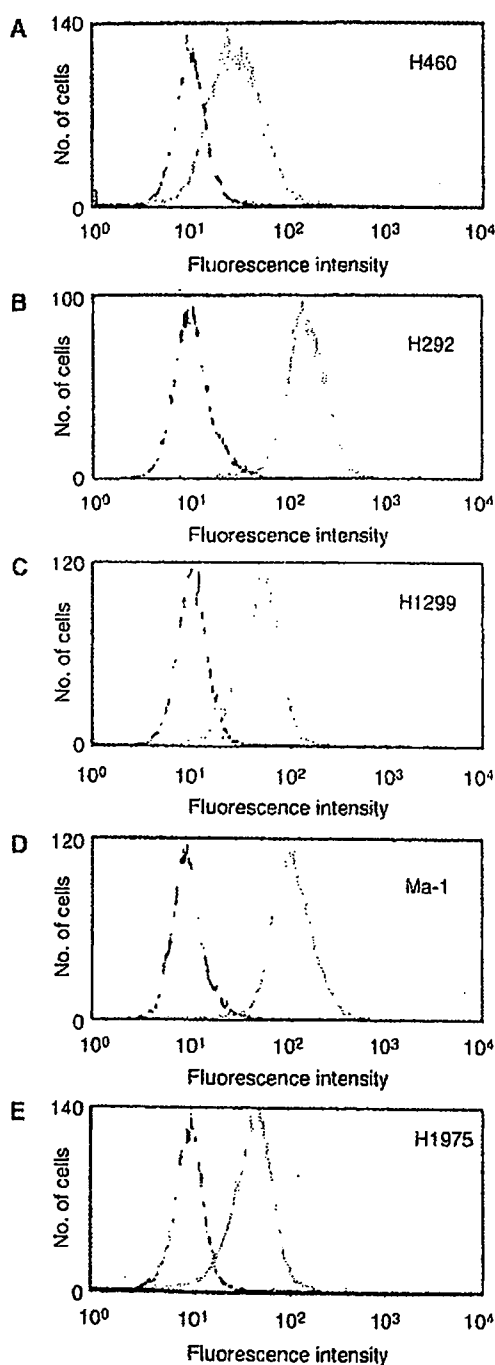 A
140
H460
No. of cells
0
10⁰ 10¹ 10² 10³ 10⁴
Fluorescence intensity
B
100
H292
No. of cells
0
10⁰ 10¹ 10² 10³ 10⁴
Fluorescence intensity
C
120
H1299
No. of cells
0
10⁰ 10¹ 10² 10³ 10⁴
Fluorescence intensity
D
120
Ma-1
No. of cells
0
10⁰ 10¹ 10² 10³ 10⁴
Fluorescence intensity
E
140
H1975
No. of cells
0
10⁰ 10¹ 10² 10³ 10⁴
Fluorescence intensity